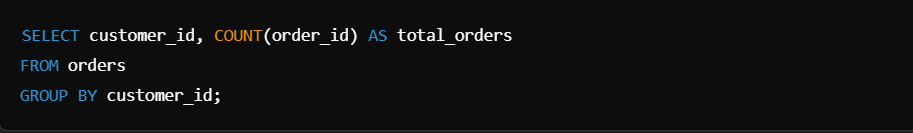 SELECT customer_id, COUNT(order_id) AS total_orders
FROM orders
GROUP BY customer_id;